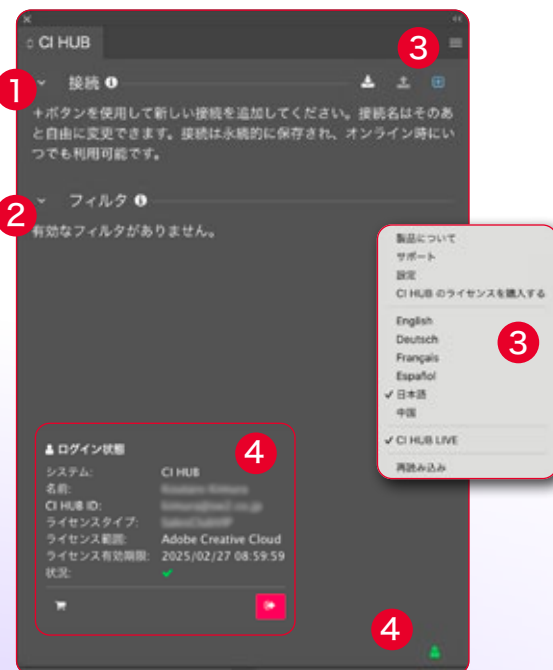 CI HUB
3
1
接続
+ボタンを使用して新しい接続を追加してください。接続名はそのあ
と自由に変更できます。接続は永続的に保存され、オンライン時にい
つでも利用可能です。
2
フィルタ
有効なフィルタがありません。
製品について
サポート
設定
CI HUB のライセンスを購入する
English
Deutsch
Français
Español
日本語
中国
CI HUB LIVE
再読み込み
3
4
ログイン状態
システム: CI HUB
名前:
CI HUB ID:
ライセンスタイプ:
ライセンス範囲: Adobe Creative Cloud
ライセンス有効期限: 2025/02/27 08:59:59
状況:
4